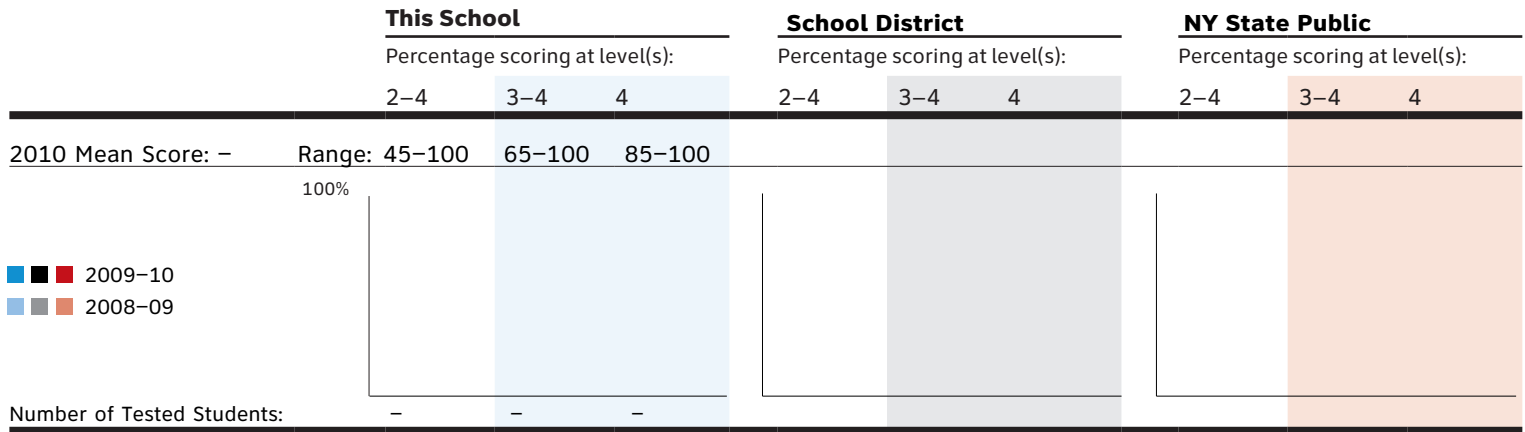 This School School District NY State Public
Percentage scoring at level(s): Percentage scoring at level(s): Percentage scoring at level(s):
2–4 3–4 4 2–4 3–4 4 2–4 3–4 4
2010 Mean Score: – Range: 45–100 65–100 85–100
100%
2009–10
2008–09
Number of Tested Students: – – –